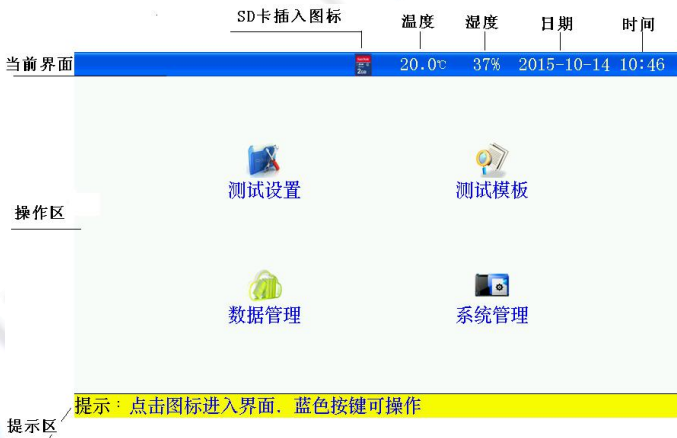 SD卡插入图标
温度 湿度 日期 时间
当前界面
20.0℃ 37% 2015-10-14 10:46
测试设置 测试模板
操作区
数据管理 系统管理
提示：点击图标进入界面．蓝色按键可操作
提示区